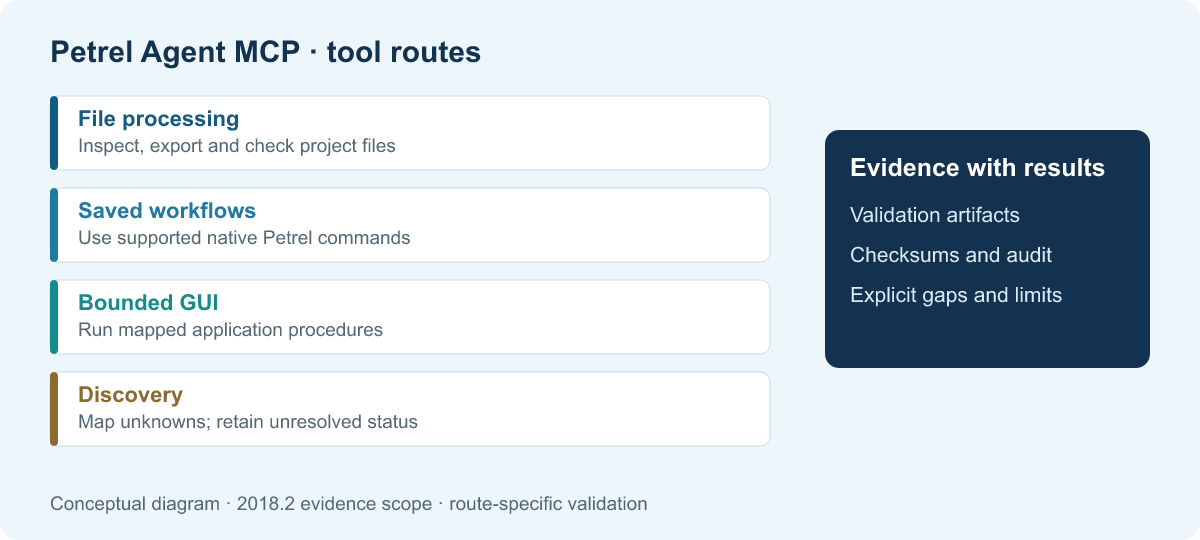 Petrel Agent MCP · tool routes
File processing
Inspect, export and check project files
Saved workflows
Use supported native Petrel commands
Bounded GUI
Run mapped application procedures
Discovery
Map unknowns; retain unresolved status
Evidence with results
Validation artifacts
Checksums and audit
Explicit gaps and limits
Conceptual diagram · 2018.2 evidence scope · route-specific validation